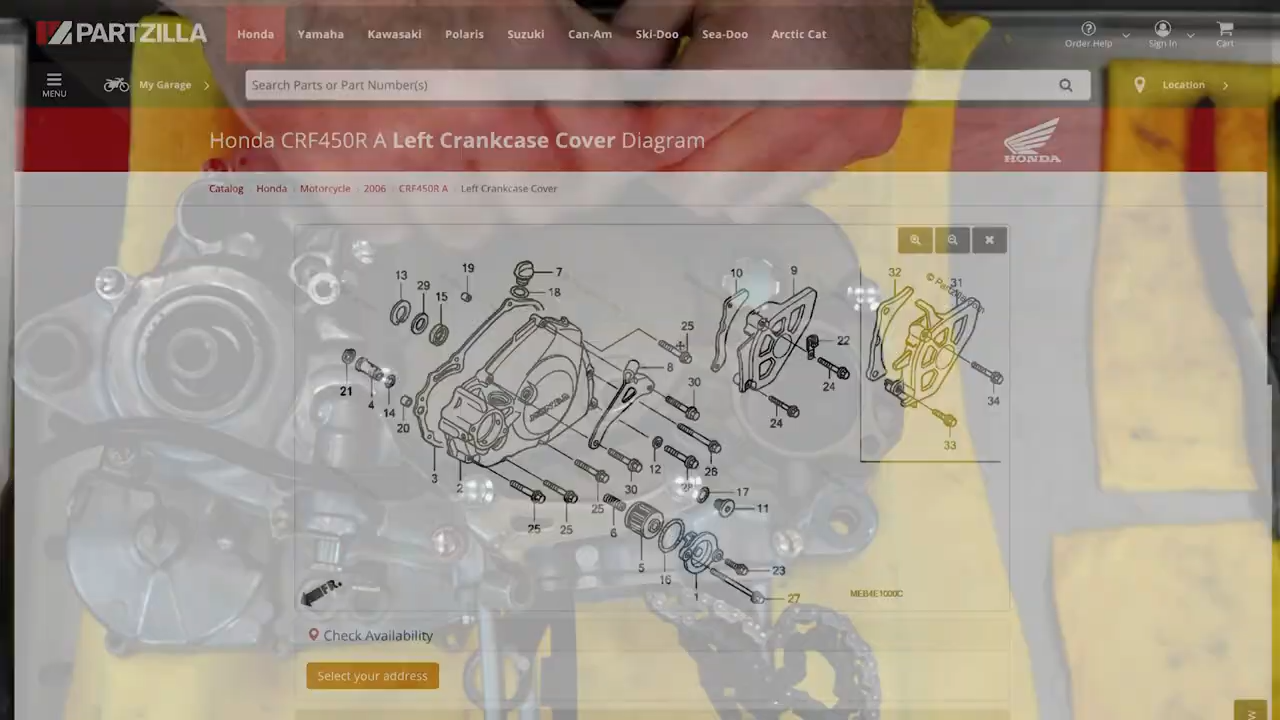 PARTZILLA
Honda Yamaha Kawasaki Polaris Suzuki Can-Am Ski-Doo Sea-Doo Arctic Cat
Order Help Sign In Cart
MENU My Garage Search Parts or Part Number(s) Location
Honda CRF450R A Left Crankcase Cover Diagram
HONDA
Catalog Honda Motorcycle 2006 CRF450R A Left Crankcase Cover
13 29 15 19 7 18
10 9 32 31
25 8 30 22 24
21 4 14 20
24 34 33
3 2 12 26 30
25 25 25 6 17 11
5 16 1 23 27
HONDA
FR.
MEB4E1000C
Check Availability
Select your address